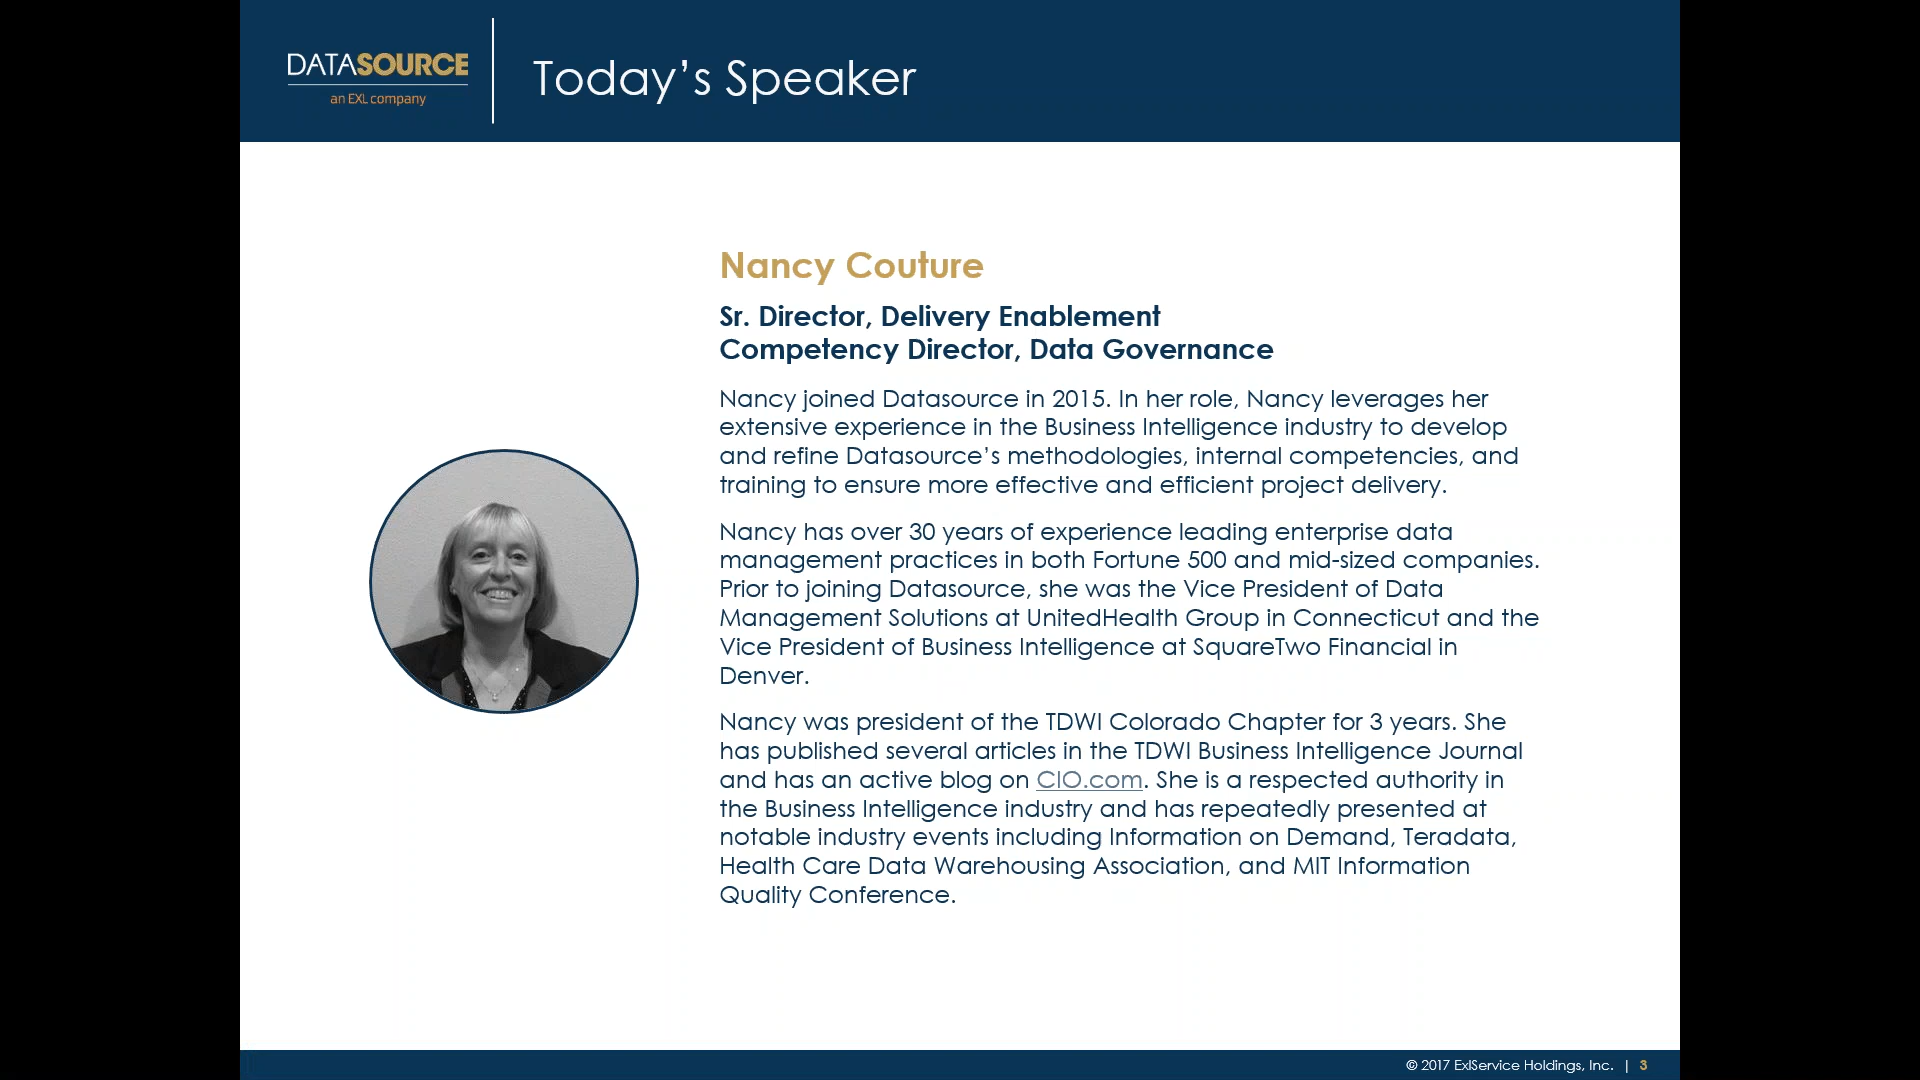 DATASOURCE
an EXL company
Today’s Speaker
Nancy Couture
Sr. Director, Delivery Enablement
Competency Director, Data Governance
Nancy joined Datasource in 2015. In her role, Nancy leverages her
extensive experience in the Business Intelligence industry to develop
and refine Datasource’s methodologies, internal competencies, and
training to ensure more effective and efficient project delivery.
Nancy has over 30 years of experience leading enterprise data
management practices in both Fortune 500 and mid-sized companies.
Prior to joining Datasource, she was the Vice President of Data
Management Solutions at UnitedHealth Group in Connecticut and the
Vice President of Business Intelligence at SquareTwo Financial in
Denver.
Nancy was president of the TDWI Colorado Chapter for 3 years. She
has published several articles in the TDWI Business Intelligence Journal
and has an active blog on CIO.com. She is a respected authority in
the Business Intelligence industry and has repeatedly presented at
notable industry events including Information on Demand, Teradata,
Health Care Data Warehousing Association, and MIT Information
Quality Conference.
© 2017 ExlService Holdings, Inc. | 3